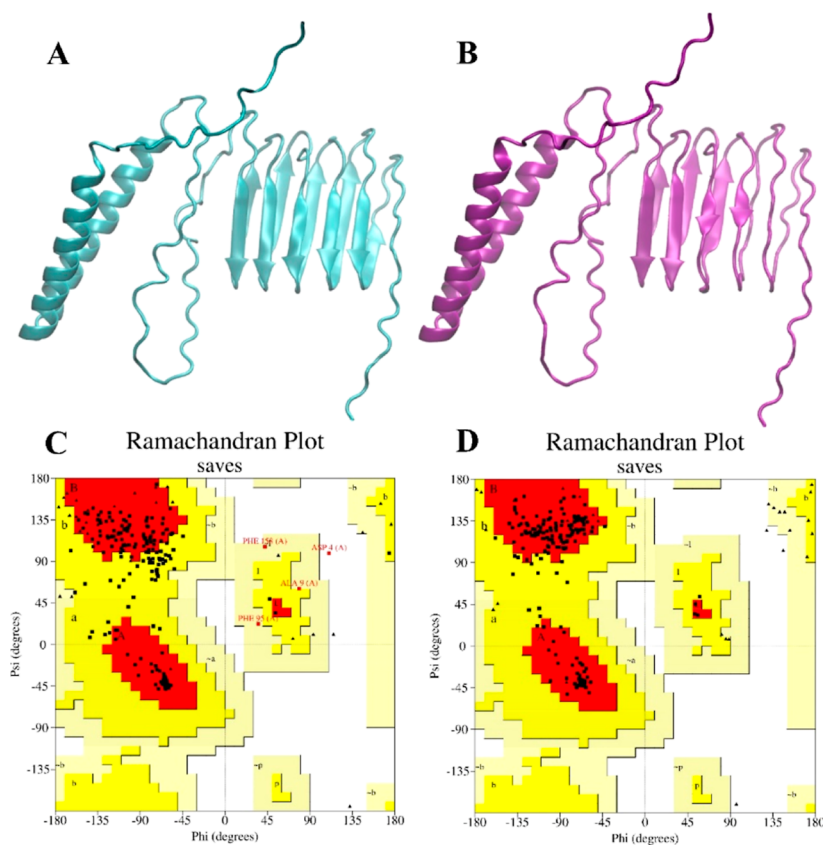 A B
C D
Ramachandran Plot
saves
Ramachandran Plot
saves
180
135
90
45
0
-45
-90
-135
-180 -135 -90 -45 0 45 90 135 180
Psi (degrees)
Phi (degrees)
B
b
~b
a
~a
l
PHE 156 (A)
ASP 4 (A)
ALA 9 (A)
PHE 95 (A)
b
~b
b
~b
~p
p
b
~b
180
135
90
45
0
-45
-90
-135
-180 -135 -90 -45 0 45 90 135 180
Psi (degrees)
Phi (degrees)
B
b
~b
a
~a
~l
l
b
~b
b
~b
~p
p
b
~b